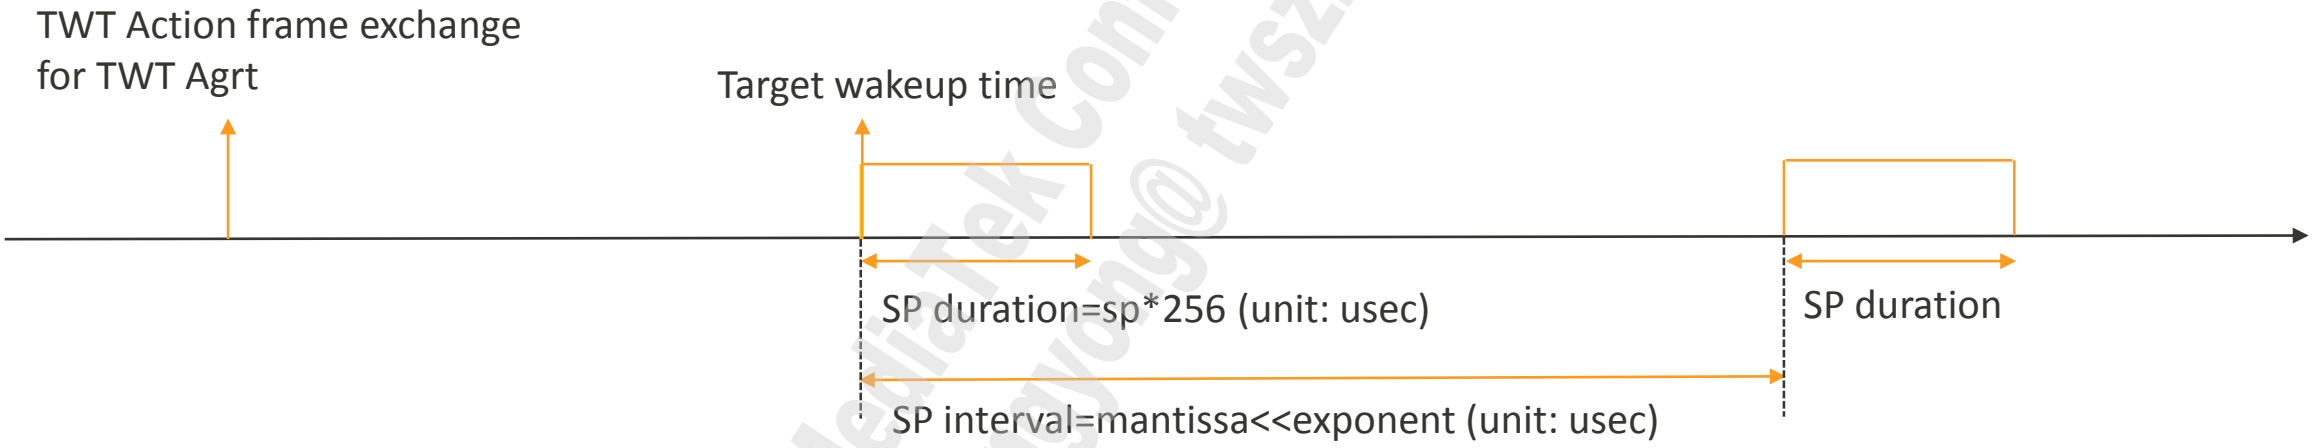 TWT Action frame exchange
for TWT Agrt
Target wakeup time
SP duration=sp*256 (unit: usec)
SP duration
SP interval=mantissa<<exponent (unit: usec)